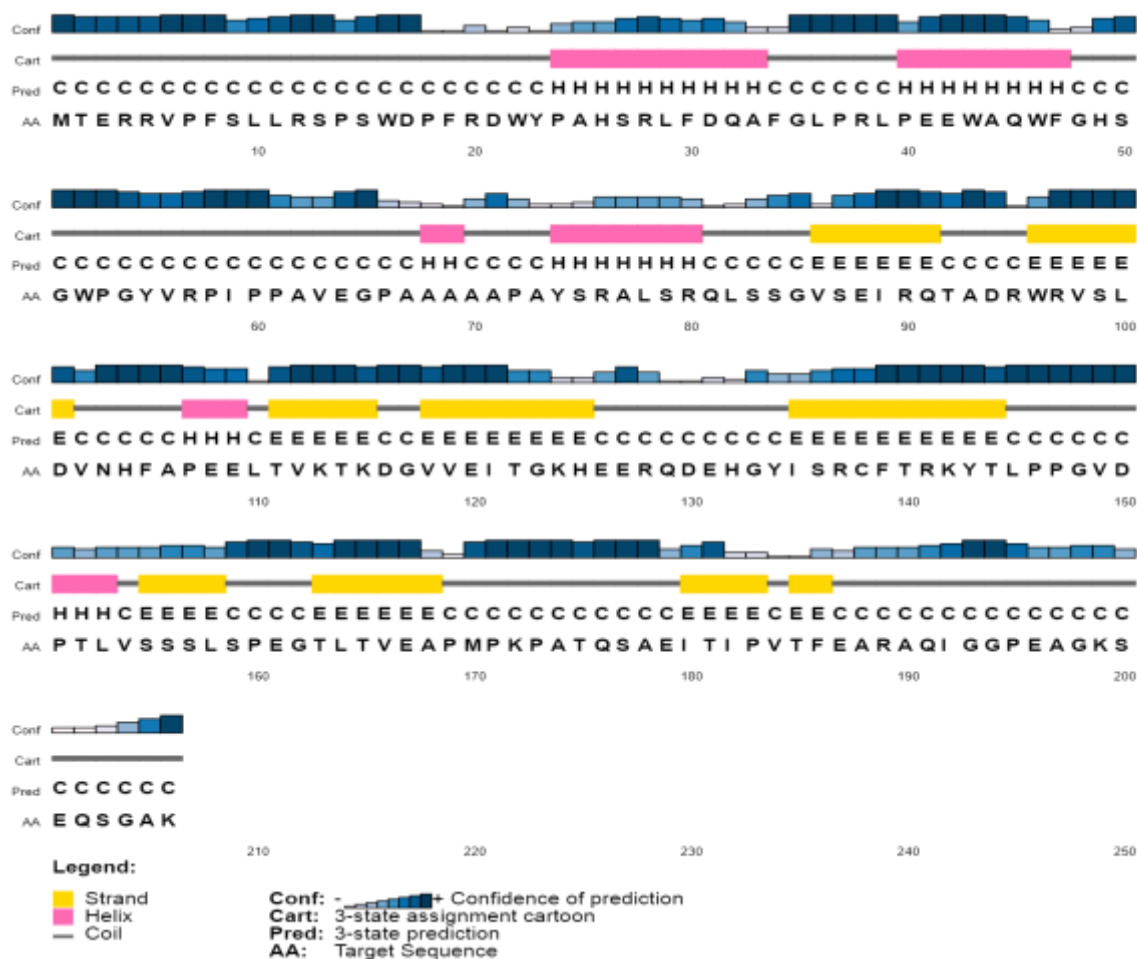 Conf
Cart
Pred C C C C C C C C C C C C C C C C C C C C C C C H H H H H H H H H H C C C C C C H H H H H H H H C C C
AA M T E R R V P F S L L R S P S W D P F R D W Y P A H S R L F D Q A F G L P R L P E E W A Q W F G H S
10 20 30 40 50
Conf
Cart
Pred C C C C C C C C C C C C C C C C C H H C C C C H H H H H H H C C C C C E E E E E E C C C C E E E E E
AA G W P G Y V R P I P P A V E G P A A A A A P A Y S R A L S R Q L S S G V S E I R Q T A D R W R V S L
60 70 80 90 100
Conf
Cart
Pred E C C C C C H H H C E E E E E C C E E E E E E E E C C C C C C C C C E E E E E E E E E E C C C C C C
AA D V N H F A P E E L T V K T K D G V V E I T G K H E E R Q D E H G Y I S R C F T R K Y T L P P G V D
110 120 130 140 150
Conf
Cart
Pred H H H C E E E E C C C C E E E E E E C C C C C C C C C C C E E E E C E E C C C C C C C C C C C C C C
AA P T L V S S S L S P E G T L T V E A P M P K P A T Q S A E I T I P V T F E A R A Q I G G P E A G K S
160 170 180 190 200
Conf
Cart
Pred C C C C C C
AA E Q S G A K
210 220 230 240 250
Legend:
Strand
Helix
Coil
Conf: - + Confidence of prediction
Cart: 3-state assignment cartoon
Pred: 3-state prediction
AA: Target Sequence